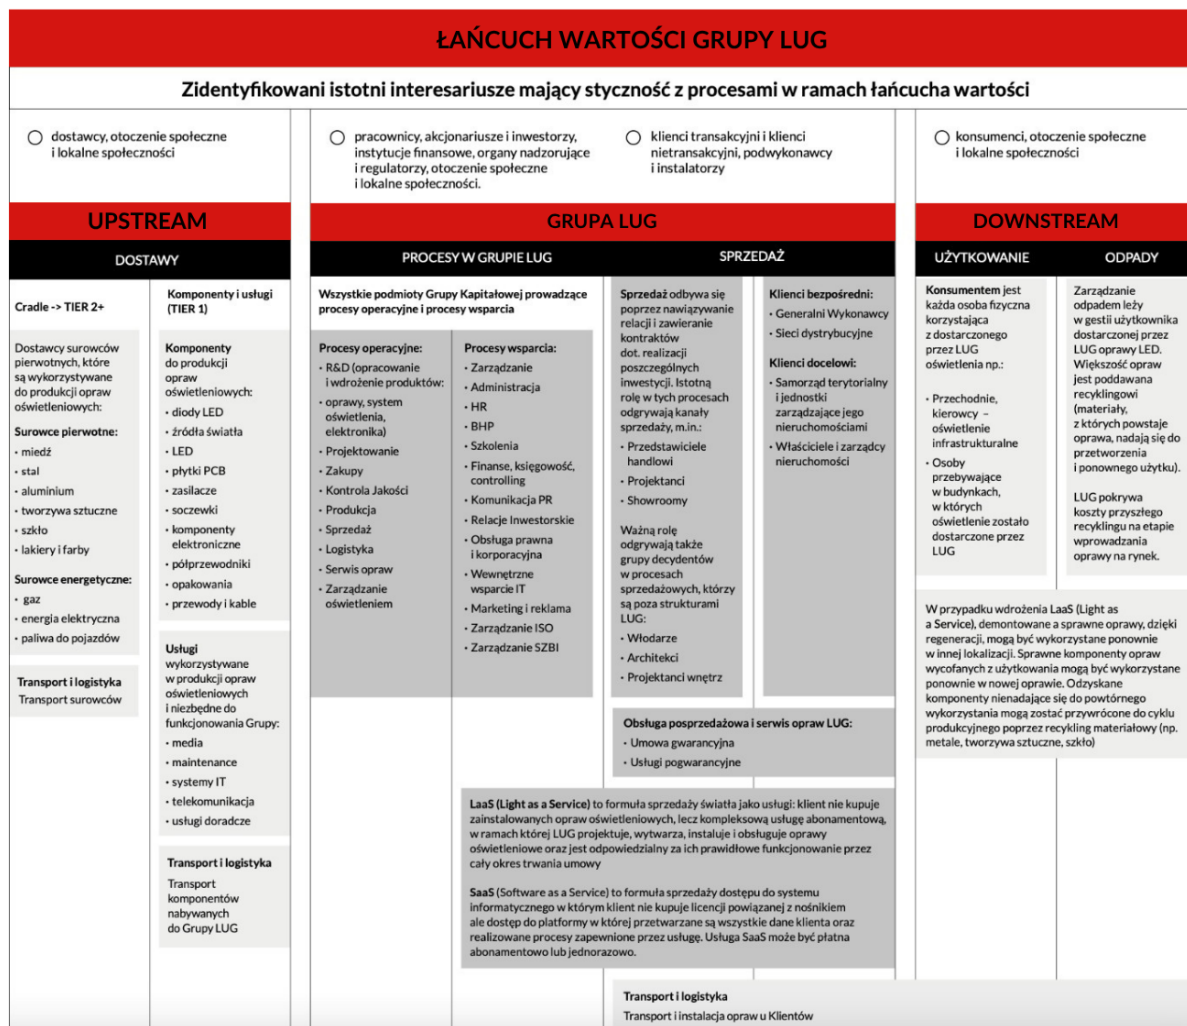 ŁAŃCUCH WARTOŚCI GRUPY LUG
Zidentyfikowani istotni interesariusze mający styczność z procesami w ramach łańcucha wartości
dostawcy, otoczenie społeczne
i lokalne społeczności
pracownicy, akcjonariusze i inwestorzy,
instytucje finansowe, organy nadzorujące
i regulatorzy, otoczenie społeczne
i lokalne społeczności.
klienci transakcyjni i klienci
nietransakcyjni, podwykonawcy
i instalatorzy
konsumenci, otoczenie społeczne
i lokalne społeczności
UPSTREAM
DOSTAWY
Cradle -> TIER 2+
Dostawcy surowców
pierwotnych, które
są wykorzystywane
do produkcji opraw
oświetleniowych:
Surowce pierwotne:
• miedź
• stal
• aluminium
• tworzywa sztuczne
• szkło
• lakiery i farby
Surowce energetyczne:
• gaz
• energia elektryczna
• paliwa do pojazdów
Transport i logistyka
Transport surowców
Komponenty i usługi
(TIER 1)
Komponenty
do produkcji
opraw
oświetleniowych:
• diody LED
• źródła światła
• LED
• płytki PCB
• zasilacze
• soczewki
• komponenty
elektroniczne
• półprzewodniki
• opakowania
• przewody i kable
Usługi
wykorzystywane
w produkcji opraw
oświetleniowych
i niezbędne do
funkcjonowania Grupy:
• media
• maintenance
• systemy IT
• telekomunikacja
• usługi doradcze
Transport i logistyka
Transport
komponentów
nabywanych
do Grupy LUG
GRUPA LUG
PROCESY W GRUPIE LUG
Wszystkie podmioty Grupy Kapitałowej prowadzące
procesy operacyjne i procesy wsparcia
Procesy operacyjne:
• R&D (opracowanie
i wdrożenie produktów:
• oprawy, system
oświetlenia,
elektronika)
• Projektowanie
• Zakupy
• Kontrola Jakości
• Produkcja
• Sprzedaż
• Logistyka
• Serwis opraw
• Zarządzanie
oświetleniem
Procesy wsparcia:
• Zarządzanie
• Administracja
• HR
• BHP
• Szkolenia
• Finanse, księgowość,
controlling
• Komunikacja PR
• Relacje Inwestorskie
• Obsługa prawna
i korporacyjna
• Wewnętrzne
wsparcie IT
• Marketing i reklama
• Zarządzanie ISO
• Zarządzanie SZBI
SPRZEDAŻ
Sprzedaż odbywa się
poprzez nawiązywanie
relacji i zawieranie
kontraktów
dot. realizacji
poszczególnych
inwestycji. Istotną
rolę w tych procesach
odgrywają kanały
sprzedaży, m.in.:
• Przedstawiciele
handlowi
• Projektanci
• Showroomy
Ważną rolę
odgrywają także
grupy decydentów
w procesach
sprzedażowych, którzy
są poza strukturami
LUG:
• Włodarze
• Architekci
• Projektanci wnętrz
Klienci bezpośredni:
• Generalni Wykonawcy
• Sieci dystrybucyjne
Klienci docelowi:
• Samorząd terytorialny
i jednostki
zarządzające jego
nieruchomościami
• Właściciele i zarządcy
nieruchomości
Obsługa posprzedażowa i serwis opraw LUG:
• Umowa gwarancyjna
• Usługi pogwarancyjne
LaaS (Light as a Service) to formuła sprzedaży światła jako usługi: klient nie kupuje
zainstalowanych opraw oświetleniowych, lecz kompleksową usługę abonamentową,
w ramach której LUG projektuje, wytwarza, instaluje i obsługuje oprawy
oświetleniowe oraz jest odpowiedzialny za ich prawidłowe funkcjonowanie przez
cały okres trwania umowy
SaaS (Software as a Service) to formuła sprzedaży dostępu do systemu
informatycznego w którym klient nie kupuje licencji powiązanej z nośnikiem
ale dostęp do platformy w której przetwarzane są wszystkie dane klienta oraz
realizowane procesy zapewnione przez usługę. Usługa SaaS może być płatna
abonamentowo lub jednorazowo.
Transport i logistyka
Transport i instalacja opraw u Klientów
DOWNSTREAM
UŻYTKOWANIE
Konsumentem jest
każda osoba fizyczna
korzystająca
z dostarczonego
przez LUG
oświetlenia np.:
• Przechodnie,
kierowcy –
oświetlenie
infrastrukturalne
• Osoby
przebywające
w budynkach,
w których
oświetlenie zostało
dostarczone przez
LUG
ODPADY
Zarządzanie
odpadem leży
w gestii użytkownika
dostarczonej przez
LUG oprawy LED.
Większość opraw
jest poddawana
recyklingowi
(materiały,
z których powstaje
oprawa, nadają się do
przetworzenia
i ponownego użytku).
LUG pokrywa
koszty przyszłego
recyklingu na etapie
wprowadzania
oprawy na rynek.
W przypadku wdrożenia LaaS (Light as
a Service), demontowane a sprawne oprawy, dzięki
regeneracji, mogą być wykorzystane ponownie
w innej lokalizacji. Sprawne komponenty opraw
wycofanych z użytkowania mogą być wykorzystane
ponownie w nowej oprawie. Odzyskane
komponenty nienadające się do powtórnego
wykorzystania mogą zostać przywrócone do cyklu
produkcyjnego poprzez recykling materiałowy (np.
metale, tworzywa sztuczne, szkło)